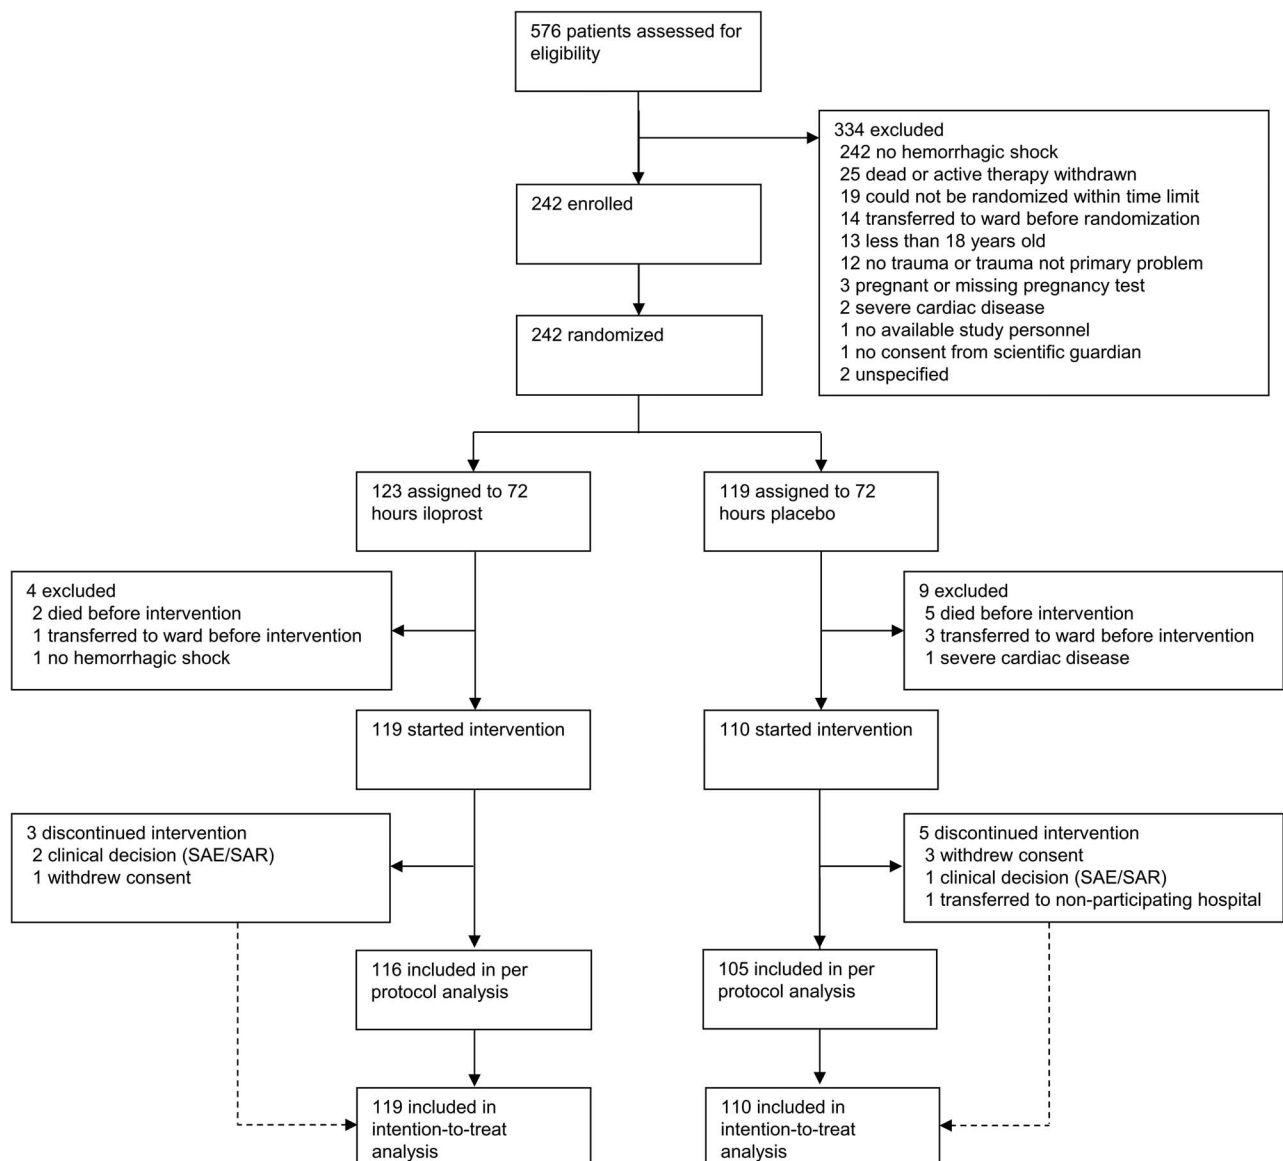 576 patients assessed for
eligibility
334 excluded
242 no hemorrhagic shock
25 dead or active therapy withdrawn
19 could not be randomized within time limit
14 transferred to ward before randomization
13 less than 18 years old
12 no trauma or trauma not primary problem
3 pregnant or missing pregnancy test
2 severe cardiac disease
1 no available study personnel
1 no consent from scientific guardian
2 unspecified
242 enrolled
242 randomized
123 assigned to 72
hours iloprost
119 assigned to 72
hours placebo
4 excluded
2 died before intervention
1 transferred to ward before intervention
1 no hemorrhagic shock
9 excluded
5 died before intervention
3 transferred to ward before intervention
1 severe cardiac disease
119 started intervention
110 started intervention
3 discontinued intervention
2 clinical decision (SAE/SAR)
1 withdrew consent
5 discontinued intervention
3 withdrew consent
1 clinical decision (SAE/SAR)
1 transferred to non-participating hospital
116 included in per
protocol analysis
105 included in per
protocol analysis
119 included in
intention-to-treat
analysis
110 included in
intention-to-treat
analysis